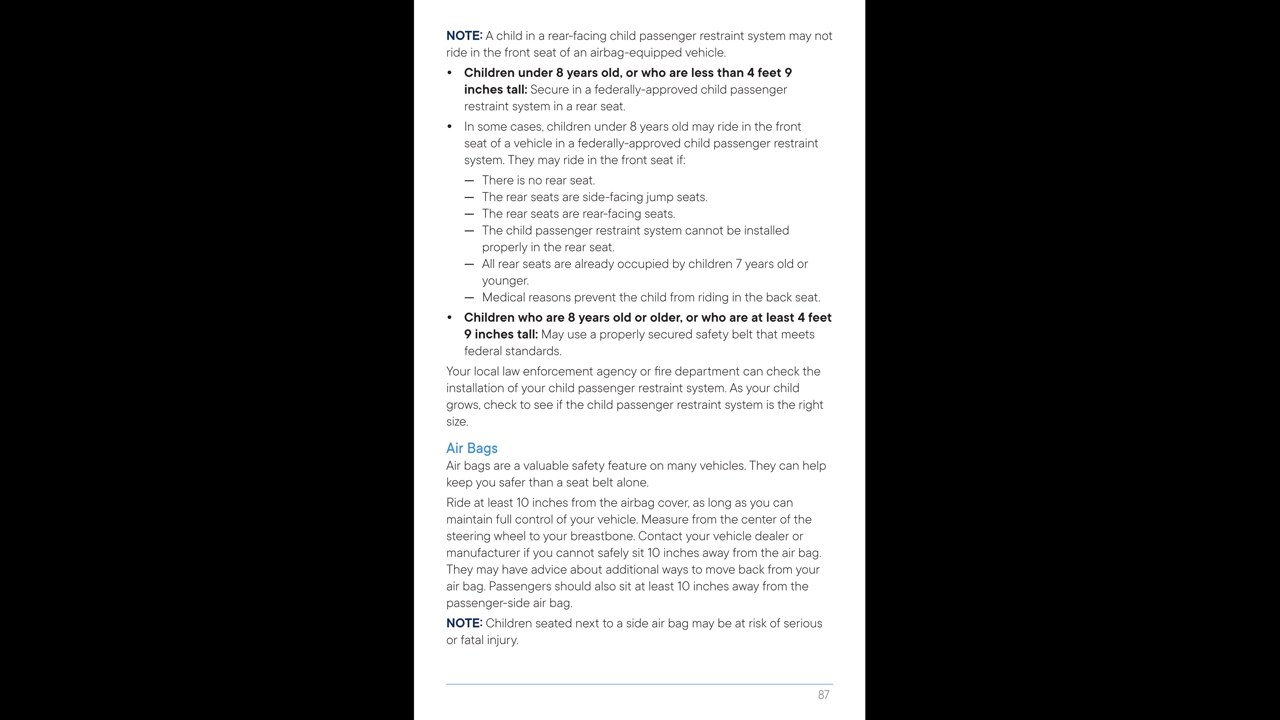 NOTE: A child in a rear-facing child passenger restraint system may not
ride in the front seat of an airbag-equipped vehicle.
• Children under 8 years old, or who are less than 4 feet 9
inches tall: Secure in a federally-approved child passenger
restraint system in a rear seat.
• In some cases, children under 8 years old may ride in the front
seat of a vehicle in a federally-approved child passenger restraint
system. They may ride in the front seat if:
— There is no rear seat.
— The rear seats are side-facing jump seats.
— The rear seats are rear-facing seats.
— The child passenger restraint system cannot be installed
properly in the rear seat.
— All rear seats are already occupied by children 7 years old or
younger.
— Medical reasons prevent the child from riding in the back seat.
• Children who are 8 years old or older, or who are at least 4 feet
9 inches tall: May use a properly secured safety belt that meets
federal standards.
Your local law enforcement agency or fire department can check the
installation of your child passenger restraint system. As your child
grows, check to see if the child passenger restraint system is the right
size.
Air Bags
Air bags are a valuable safety feature on many vehicles. They can help
keep you safer than a seat belt alone.
Ride at least 10 inches from the airbag cover, as long as you can
maintain full control of your vehicle. Measure from the center of the
steering wheel to your breastbone. Contact your vehicle dealer or
manufacturer if you cannot safely sit 10 inches away from the air bag.
They may have advice about additional ways to move back from your
air bag. Passengers should also sit at least 10 inches away from the
passenger-side air bag.
NOTE: Children seated next to a side air bag may be at risk of serious
or fatal injury.
87